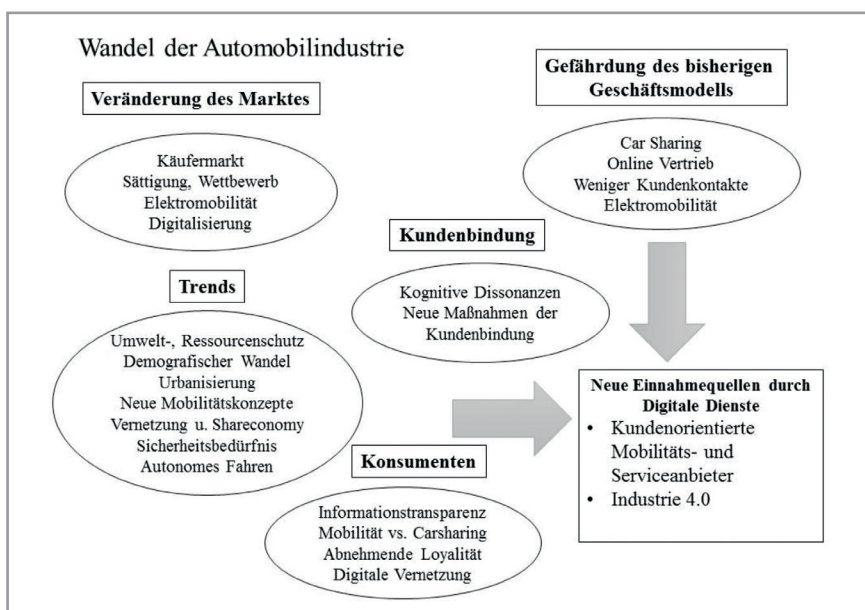 Wandel der Automobilindustrie
Veränderung des Marktes
Käufermarkt
Sättigung, Wettbewerb
Elektromobilität
Digitalisierung
Trends
Umwelt-, Ressourcenschutz
Demografischer Wandel
Urbanisierung
Neue Mobilitätskonzepte
Vernetzung u. Shareconomy
Sicherheitsbedürfnis
Autonomes Fahren
Kundenbindung
Kognitive Dissonanzen
Neue Maßnahmen der
Kundenbindung
Konsumenten
Informationstransparenz
Mobilität vs. Carsharing
Abnehmende Loyalität
Digitale Vernetzung
Gefährdung des bisherigen
Geschäftsmodells
Car Sharing
Online Vertrieb
Weniger Kundenkontakte
Elektromobilität
Neue Einnahmequellen durch
Digitale Dienste
• Kundenorientierte
Mobilitäts- und
Serviceanbieter
• Industrie 4.0